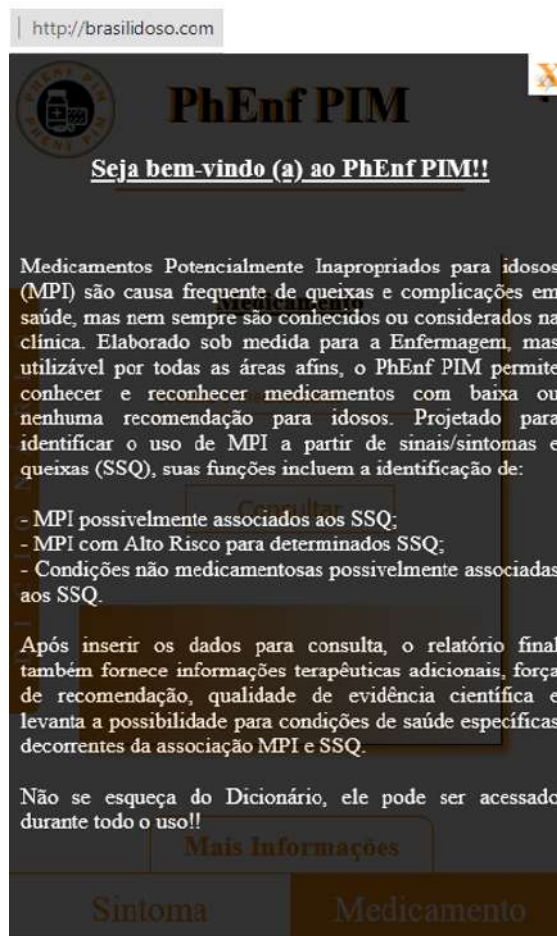 http://brasilidoso.com
X
PHENF PIM
PHENF PIM
PhEnf PIM
Seja bem-vindo (a) ao PhEnf PIM!!
Medicamentos Potencialmente Inapropriados para idosos
(MPI) são causa frequente de queixas e complicações em
Medicamento
saúde, mas nem sempre são conhecidos ou considerados na
clínica. Elaborado sob medida para a Enfermagem, mas
utilizável por todas as áreas afins, o PhEnf PIM permite
conhecer e reconhecer medicamentos com baixa ou
nenhuma recomendação para idosos. Projetado para
identificar o uso de MPI a partir de sinais/sintomas e
queixas (SSQ), suas funções incluem a identificação de:
Consultar
- MPI possivelmente associados aos SSQ;
- MPI com Alto Risco para determinados SSQ;
- Condições não medicamentosas possivelmente associadas
aos SSQ.
Após inserir os dados para consulta, o relatório final
também fornece informações terapêuticas adicionais, força
de recomendação, qualidade de evidência científica e
levanta a possibilidade para condições de saúde específicas
decorrentes da associação MPI e SSQ.
Não se esqueça do Dicionário, ele pode ser acessado
durante todo o uso!!
Mais Informações
Sintoma
Medicamento